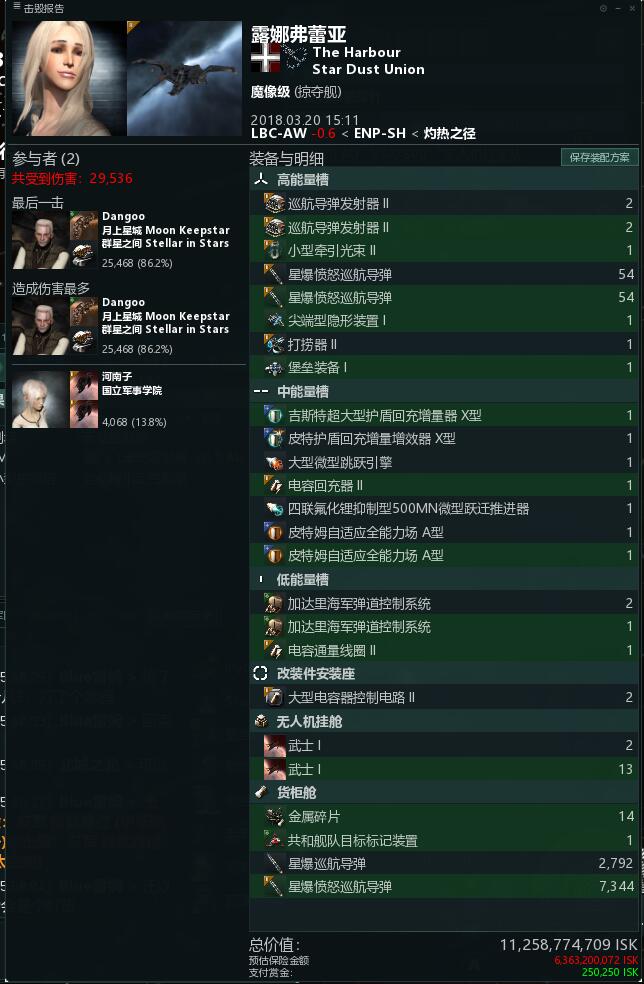 击毁报告
露娜弗蕾亚
The Harbour
Star Dust Union
魔像级 (掠夺舰)
2018.03.20 15:11
LBC-AW -0.6 < ENP-SH < 灼热之径
参与者 (2)
共受到伤害: 29,536
最后一击
Dangoo
月上星城 Moon Keepstar
群星之间 Stellar in Stars
25,468 (86.2%)
造成伤害最多
Dangoo
月上星城 Moon Keepstar
群星之间 Stellar in Stars
25,468 (86.2%)
河南子
国立军事学院
4,068 (13.8%)
装备与明细
保存装配方案
高能量槽
巡航导弹发射器 II 2
巡航导弹发射器 II 2
小型牵引光束 II 1
星爆愤怒巡航导弹 54
星爆愤怒巡航导弹 54
尖端型隐形装置 I 1
打捞器 II 1
堡垒装备 I 1
中能量槽
吉斯特超大型护盾回充增量器 X型 1
皮特护盾回充增量增效器 X型 1
大型微型跳跃引擎 1
电容回充器 II 1
四联氟化锂抑制型500MN微型跃迁推进器 1
皮特姆自适应全能力场 A型 1
皮特姆自适应全能力场 A型 1
低能量槽
加达里海军弹道控制系统 2
加达里海军弹道控制系统 1
电容通量线圈 II 1
改装件安装座
大型电容器控制电路 II 2
无人机挂舱
武士 I 2
武士 I 13
货柜舱
金属碎片 14
共和舰队目标标记装置 1
星爆巡航导弹 2,792
星爆愤怒巡航导弹 7,344
总价值: 11,258,774,709 ISK
预估保险金额 6,363,200,072 ISK
支付赏金: 250,250 ISK